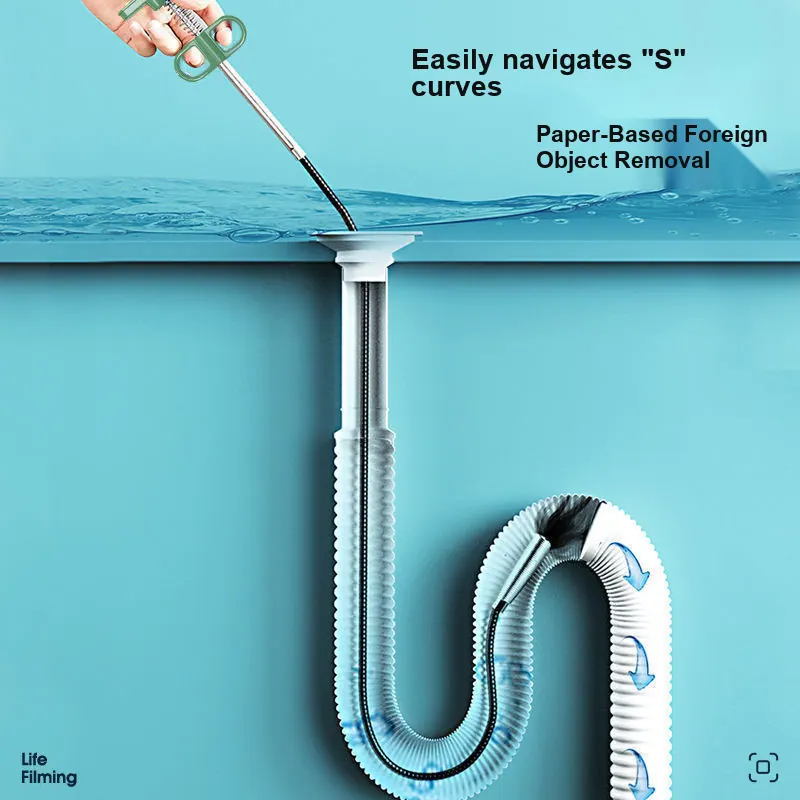 Easily navigates "S"
curves
Paper-Based Foreign
Object Removal
Life
Filming